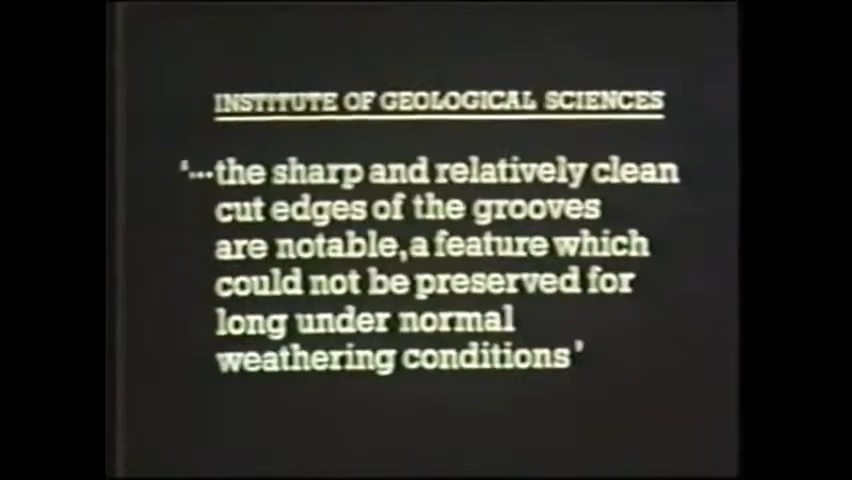 INSTITUTE OF GEOLOGICAL SCIENCES
‘...the sharp and relatively clean
cut edges of the grooves
are notable, a feature which
could not be preserved for
long under normal
weathering conditions’